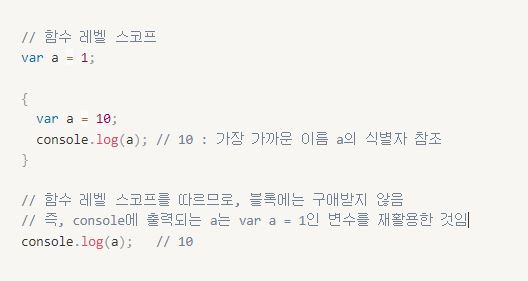 // 함수 레벨 스코프
var a = 1;
{
var a = 10;
console.log(a); // 10 : 가장 가까운 이름 a의 식별자 참조
}
// 함수 레벨 스코프를 따르므로, 블록에는 구애받지 않음
// 즉, console에 출력되는 a는 var a = 1인 변수를 재활용한 것임
console.log(a); // 10